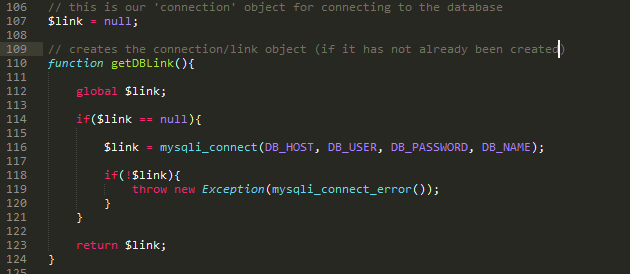 106 // this is our 'connection' object for connecting to the database
107 $link = null;
108
109 // creates the connection/link object (if it has not already been created)
110 function getDBLink(){
111
112 global $link;
113
114 if($link == null){
115
116 $link = mysqli_connect(DB_HOST, DB_USER, DB_PASSWORD, DB_NAME);
117
118 if(!$link){
119 throw new Exception(mysqli_connect_error());
120 }
121 }
122
123 return $link;
124 }
125